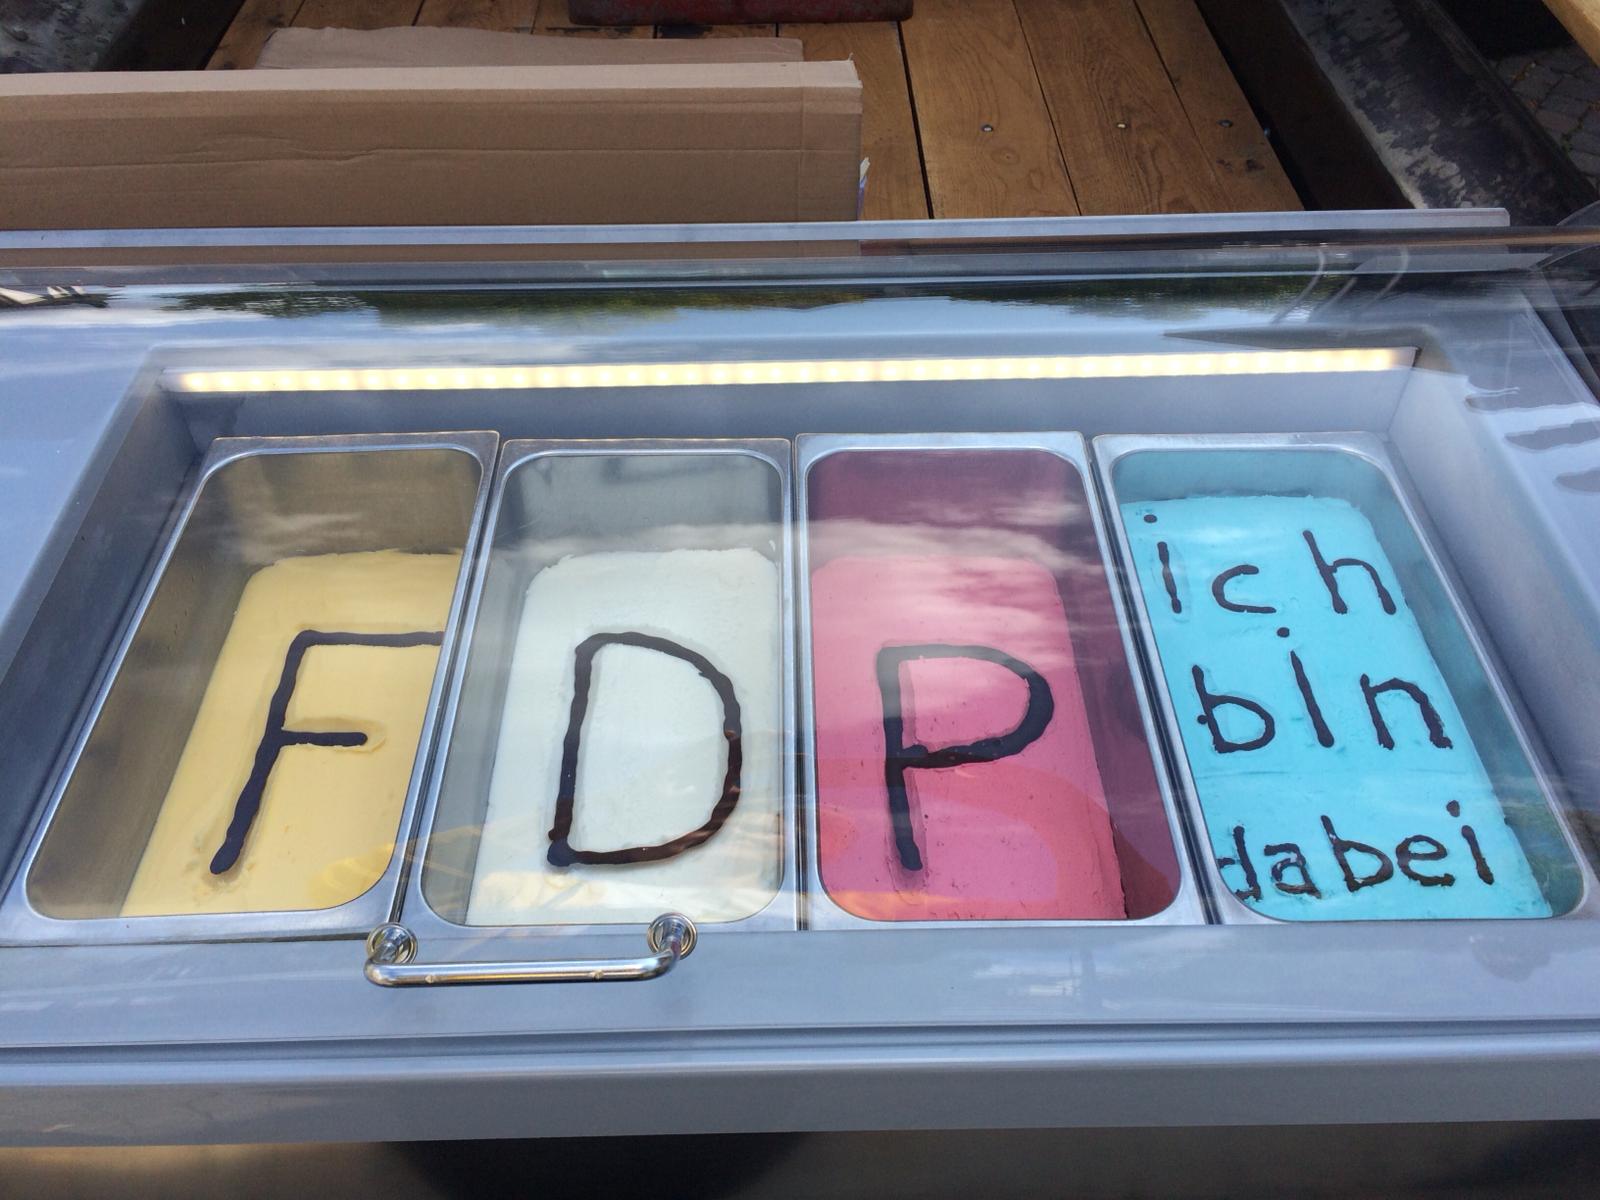 F D P
ich
bin
dabei